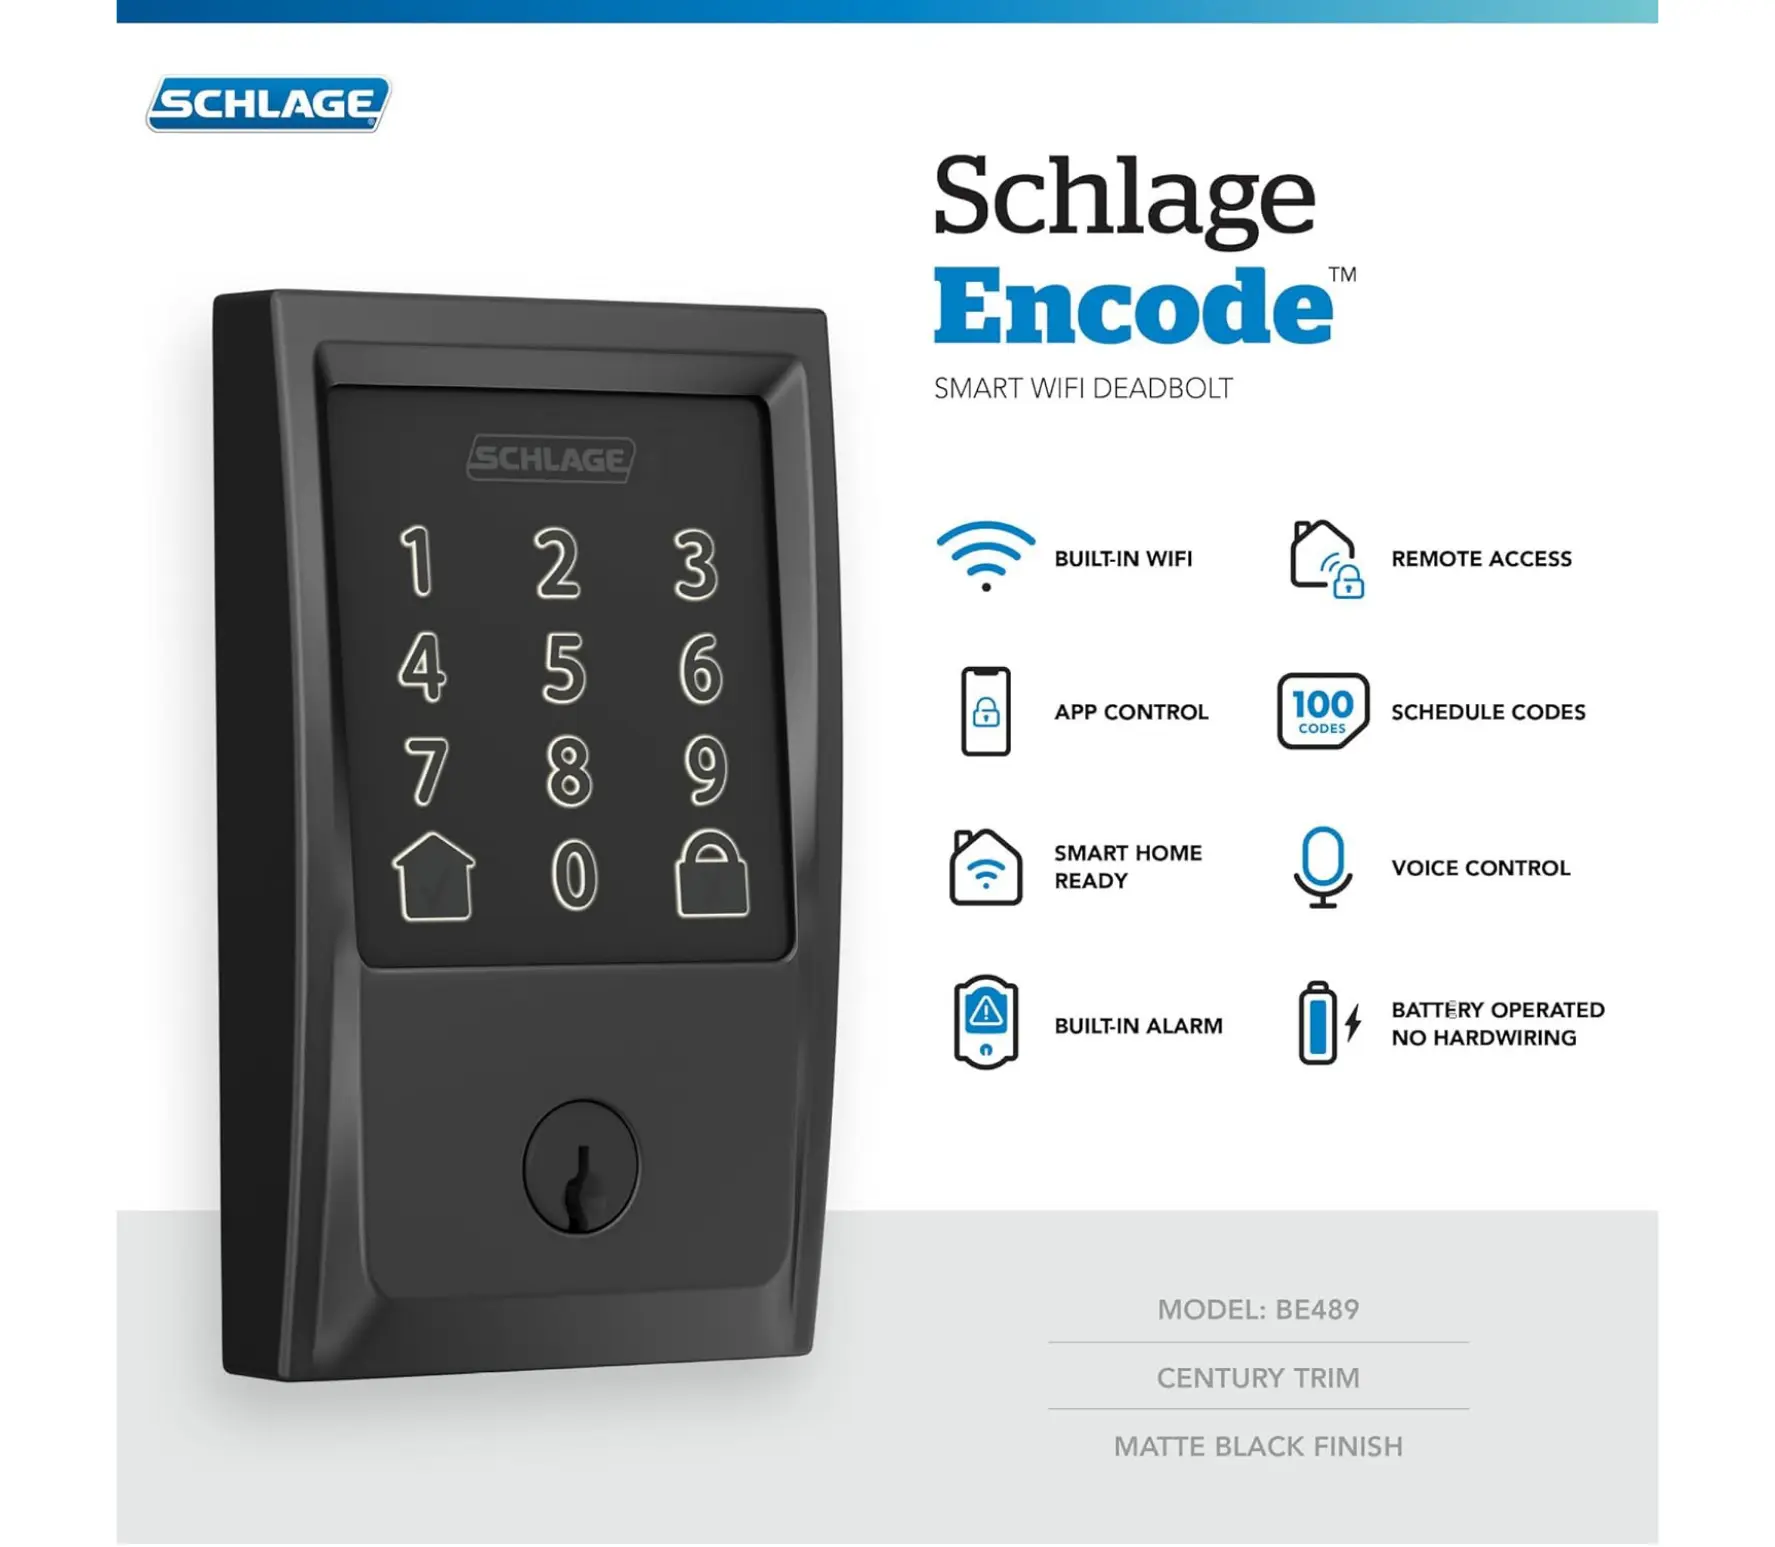 SCHLAGE
Schlage
Encode™
SMART WIFI DEADBOLT
SCHLAGE
1 2 3
4 5 6
7 8 9
0
BUILT-IN WIFI
REMOTE ACCESS
APP CONTROL
100
CODES
SCHEDULE CODES
SMART HOME
READY
VOICE CONTROL
BUILT-IN ALARM
BATTERY OPERATED
NO HARDWIRING
MODEL: BE489
CENTURY TRIM
MATTE BLACK FINISH